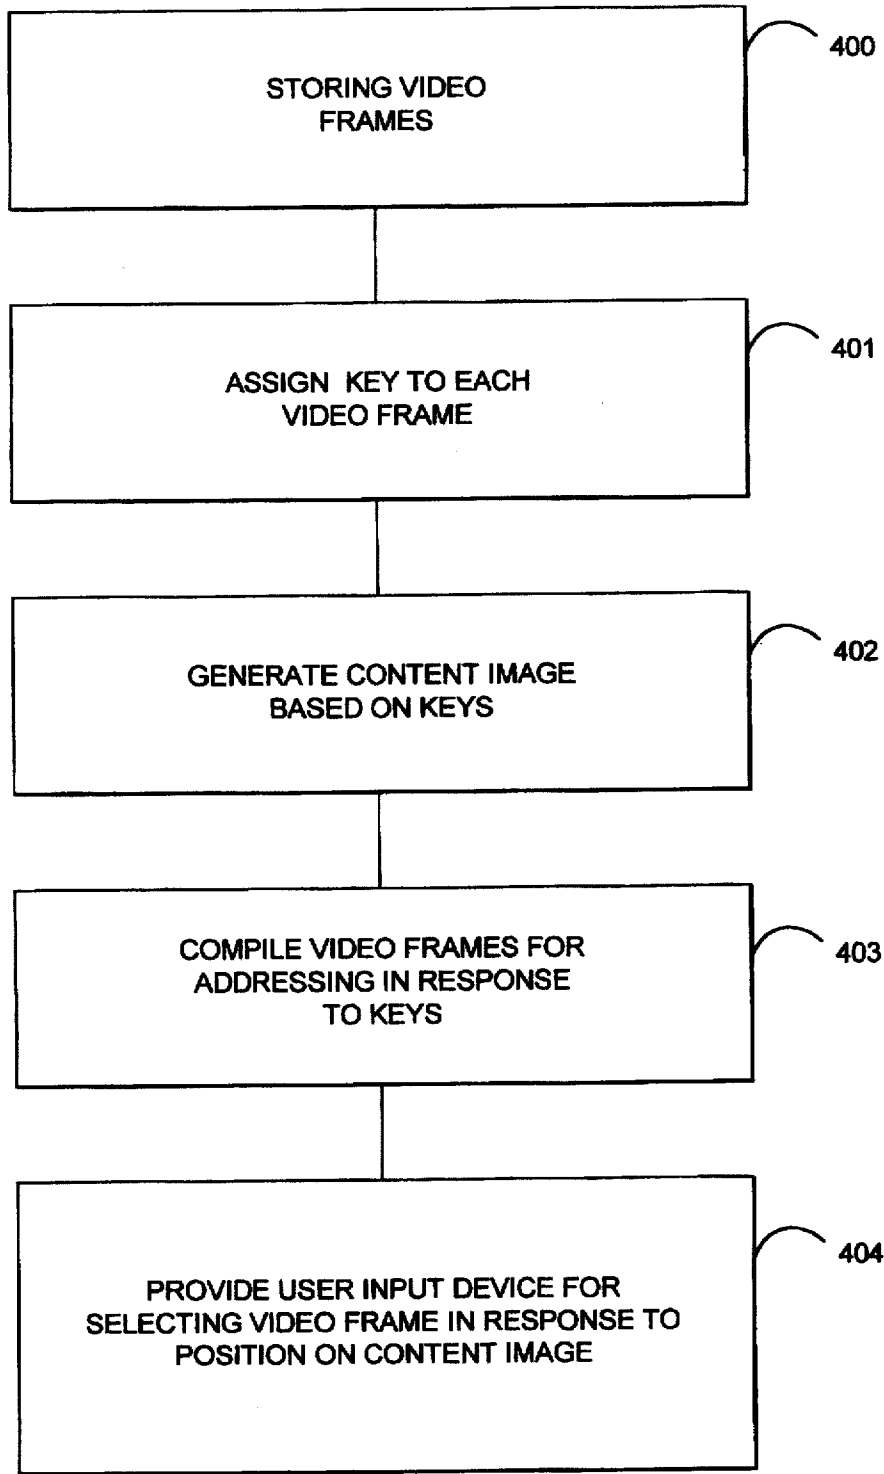 400
STORING VIDEO
FRAMES
401
ASSIGN KEY TO EACH
VIDEO FRAME
402
GENERATE CONTENT IMAGE
BASED ON KEYS
403
COMPILE VIDEO FRAMES FOR
ADDRESSING IN RESPONSE
TO KEYS
404
PROVIDE USER INPUT DEVICE FOR
SELECTING VIDEO FRAME IN RESPONSE TO
POSITION ON CONTENT IMAGE